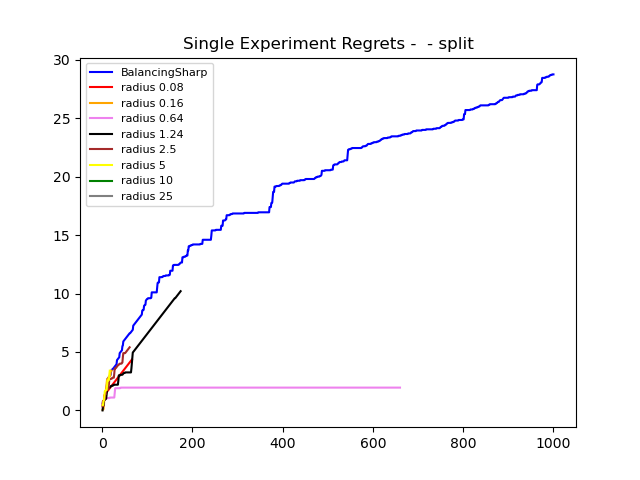 Single Experiment Regrets -  - split
30
25
20
15
10
5
0
BalancingSharp
radius 0.08
radius 0.16
radius 0.64
radius 1.24
radius 2.5
radius 5
radius 10
radius 25
0
200
400
600
800
1000